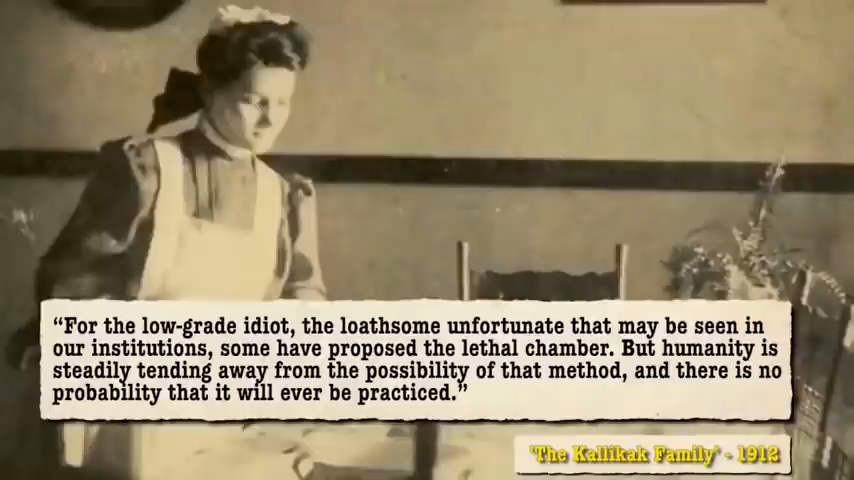 “For the low-grade idiot, the loathsome unfortunate that may be seen in
our institutions, some have proposed the lethal chamber. But humanity is
steadily tending away from the possibility of that method, and there is no
probability that it will ever be practiced.”
'The Kallikak Family' - 1912